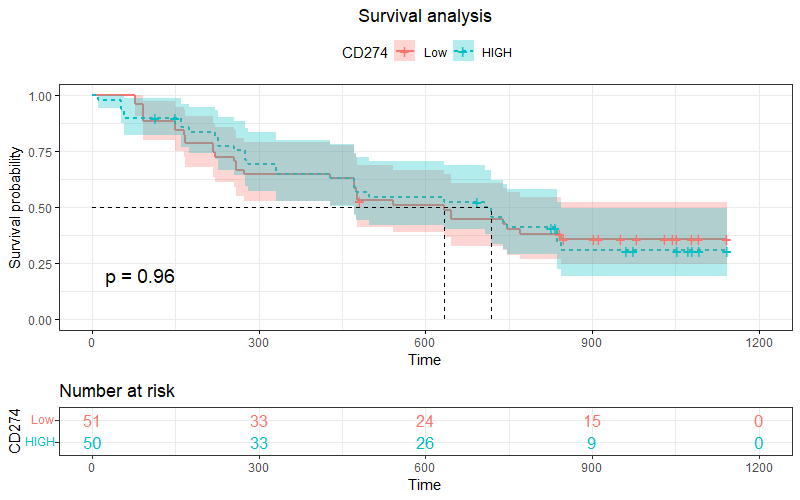 Survival analysis
CD274 Low HIGH
Survival probability
1.00
0.75
0.50
0.25
0.00
p = 0.96
0 300 600 900 1200
Time
Number at risk
CD274
Low 51 33 24 15 0
HIGH 50 33 26 9 0
0 300 600 900 1200
Time